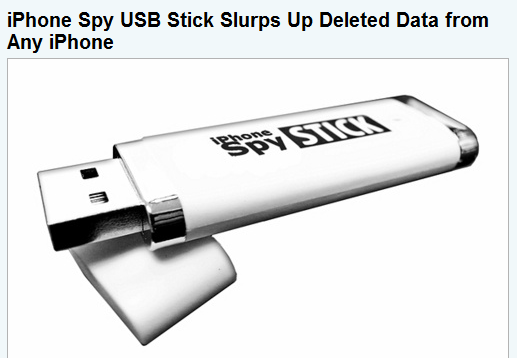 iPhone Spy USB Stick Slurps Up Deleted Data from
Any iPhone
iPhone
Spy STICK